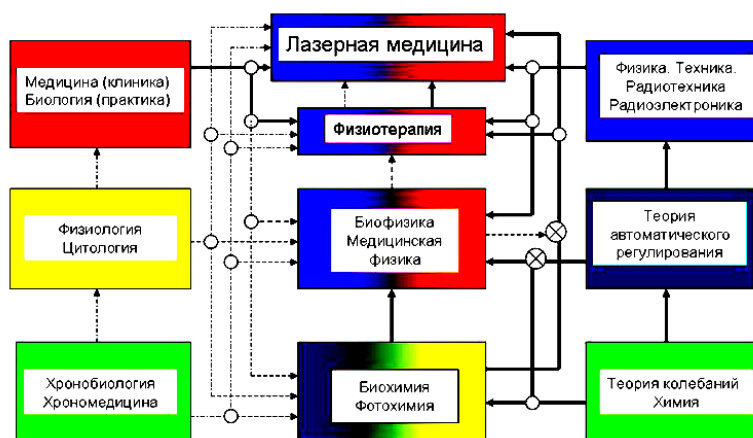 Лазерная медицина
Медицина (клиника)
Биология (практика)
Физика. Техника.
Радиотехника
Радиоэлектроника
Физиотерапия
Физиология
Цитология
Биофизика
Медицинская
физика
Теория
автоматического
регулирования
Хронобиология
Хрономедицина
Биохимия
Фотохимия
Теория колебаний
Химия